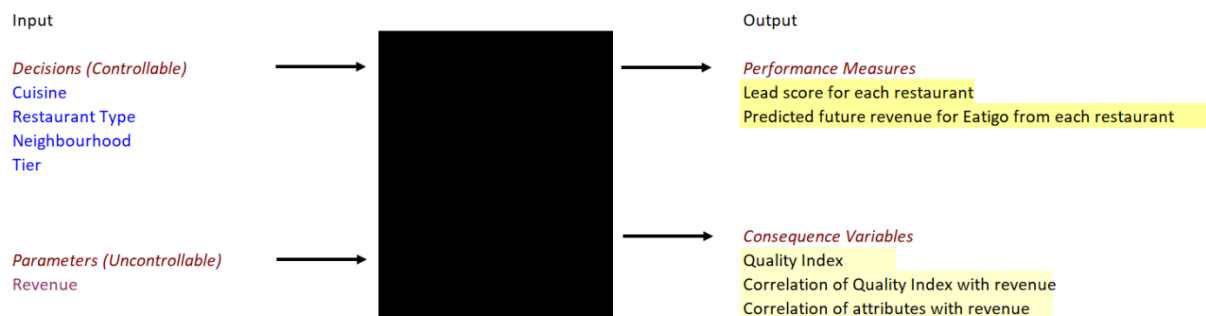 Input
Decisions (Controllable)
Cuisine
Restaurant Type
Neighbourhood
Tier
Parameters (Uncontrollable)
Revenue
Output
Performance Measures
Lead score for each restaurant
Predicted future revenue for Eatigo from each restaurant
Consequence Variables
Quality Index
Correlation of Quality Index with revenue
Correlation of attributes with revenue